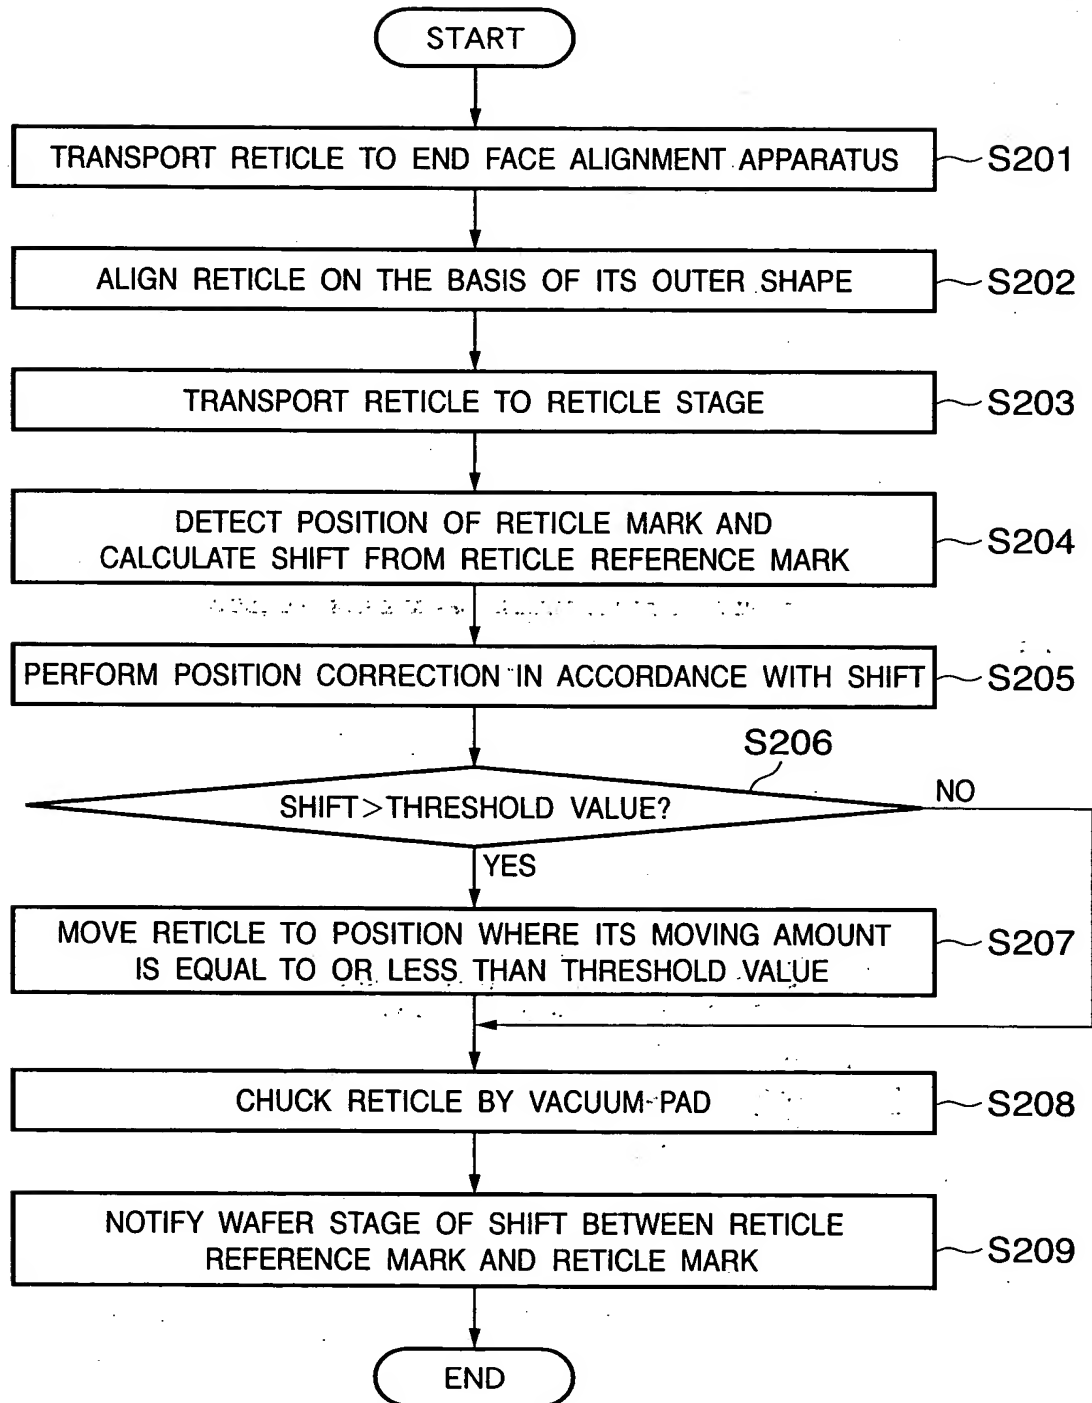 START
TRANSPORT RETICLE TO END FACE ALIGNMENT APPARATUS
S201
ALIGN RETICLE ON THE BASIS OF ITS OUTER SHAPE
S202
TRANSPORT RETICLE TO RETICLE STAGE
S203
DETECT POSITION OF RETICLE MARK AND
CALCULATE SHIFT FROM RETICLE REFERENCE MARK
S204
PERFORM POSITION CORRECTION IN ACCORDANCE WITH SHIFT
S205
S206
SHIFT>THRESHOLD VALUE?
NO
YES
MOVE RETICLE TO POSITION WHERE ITS MOVING AMOUNT
IS EQUAL TO OR LESS THAN THRESHOLD VALUE
S207
CHUCK RETICLE BY VACUUM PAD
S208
NOTIFY WAFER STAGE OF SHIFT BETWEEN RETICLE
REFERENCE MARK AND RETICLE MARK
S209
END